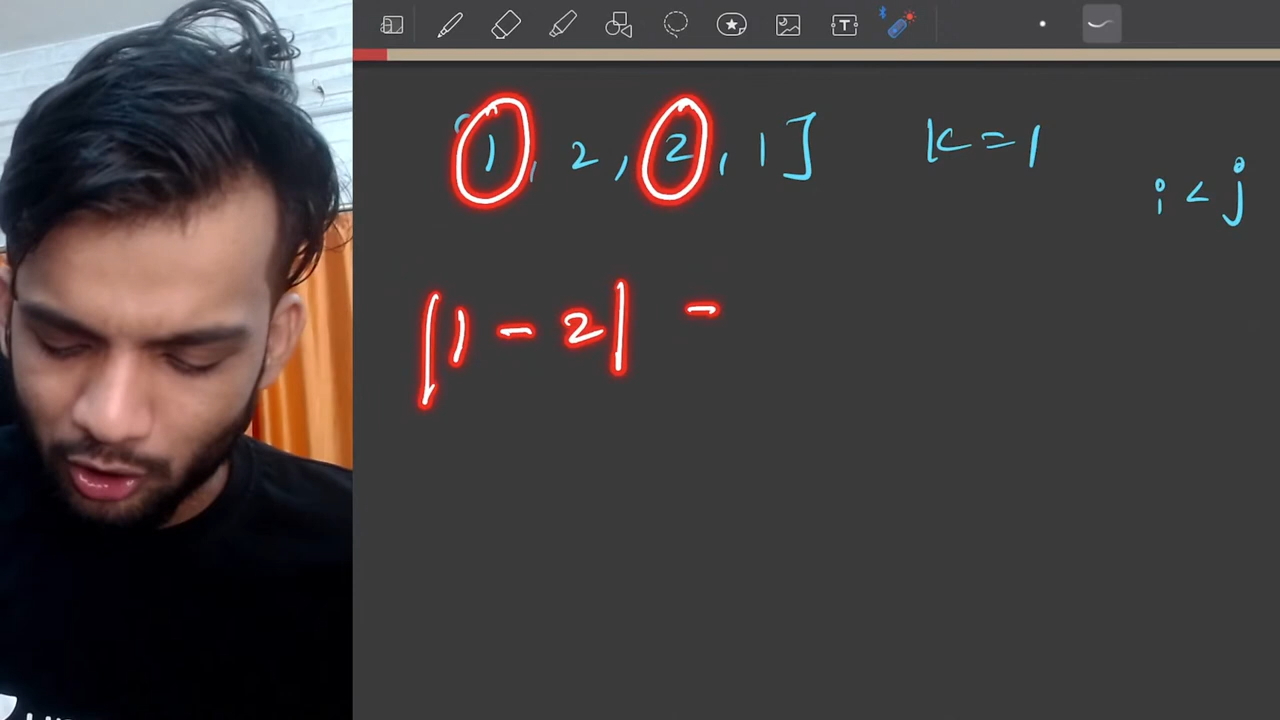 [1, 2, 2, 1] K=1
i < j
|1 - 2| -